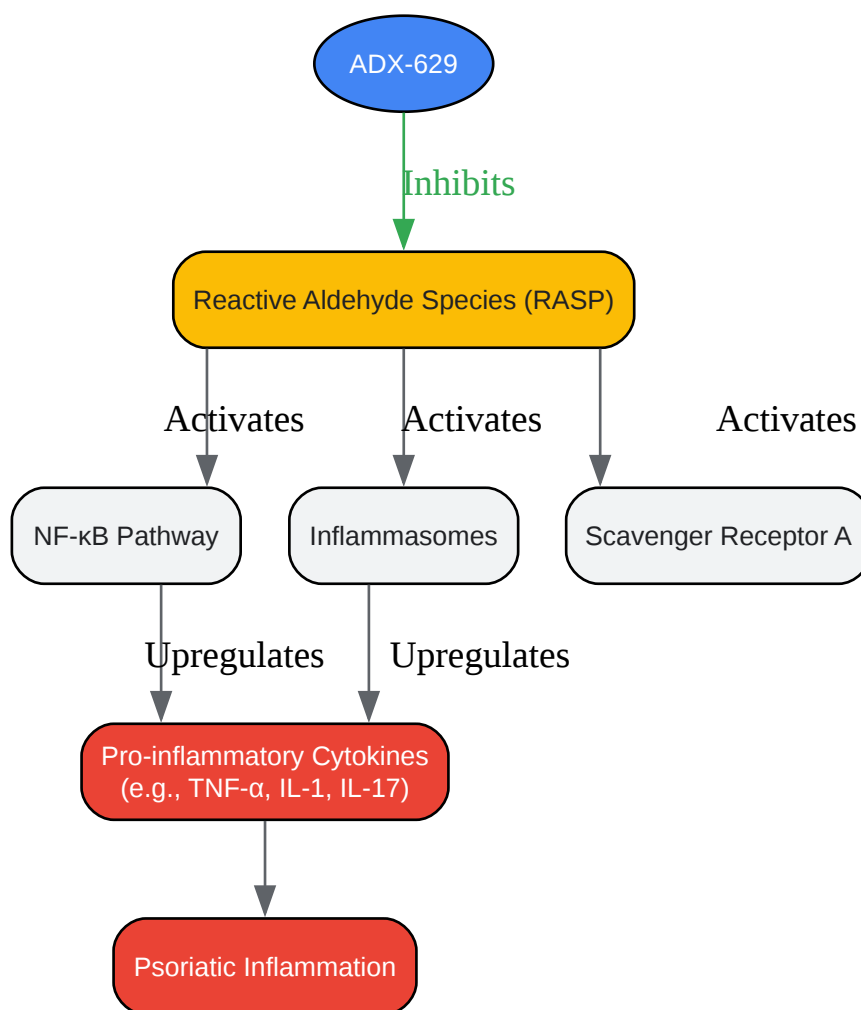 ADX-629
Inhibits
Reactive Aldehyde Species (RASP)
Activates
Activates
Activates
NF-κB Pathway
Inflammasomes
Scavenger Receptor A
Upregulates
Upregulates
Pro-inflammatory Cytokines
(e.g., TNF-α, IL-1, IL-17)
Psoriatic Inflammation